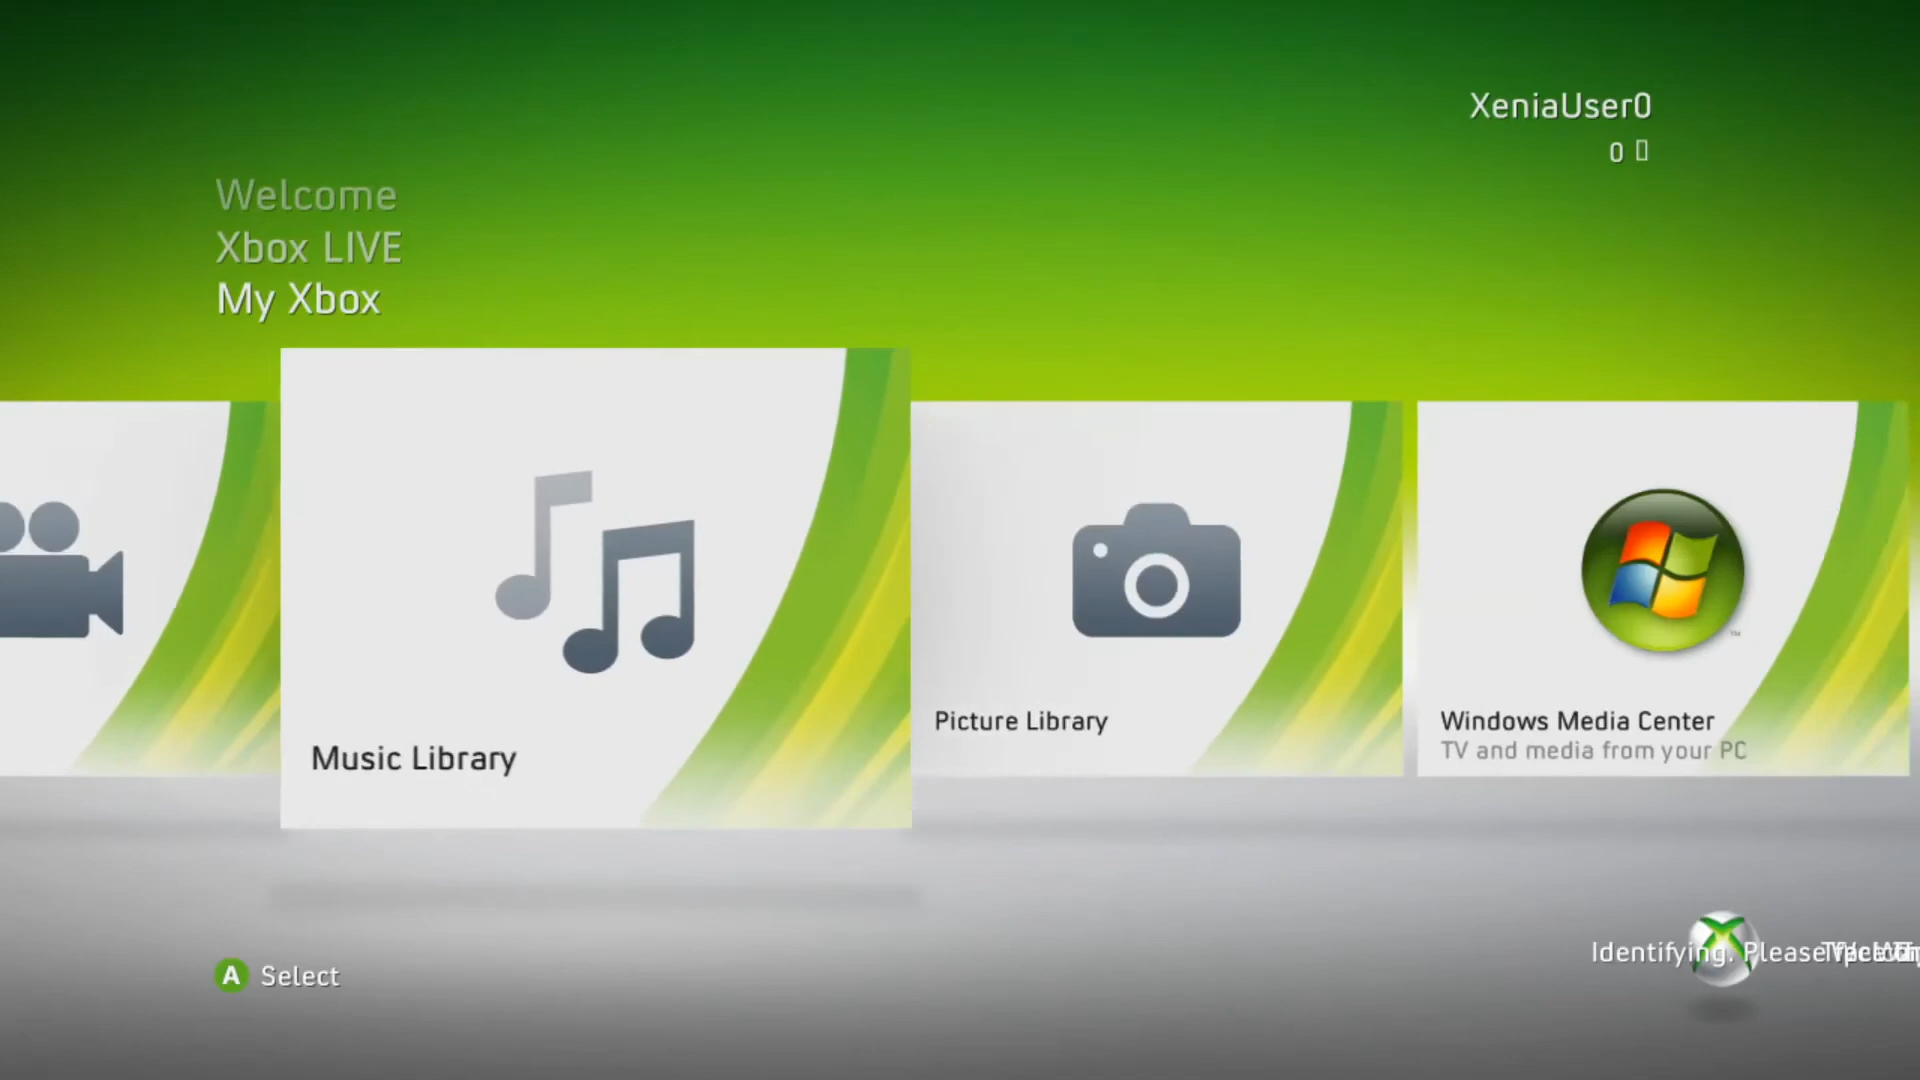 XeniaUser0
0
Welcome
Xbox LIVE
My Xbox
Music Library
Picture Library
Windows Media Center
TV and media from your PC
TM
A Select
Identifying. Please